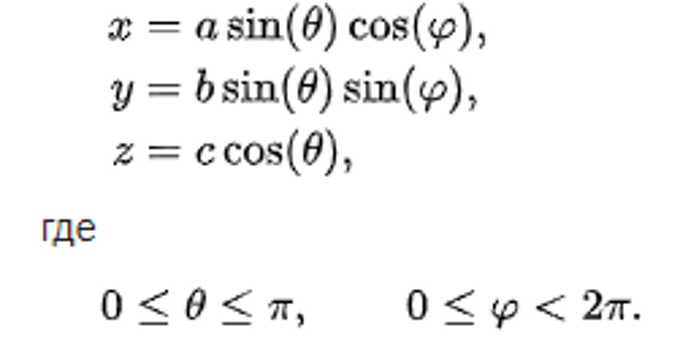 x = a sin(θ) cos(φ),
y = b sin(θ) sin(φ),
z = c cos(θ),
где
0 ≤ θ ≤ π, 0 ≤ φ < 2π.